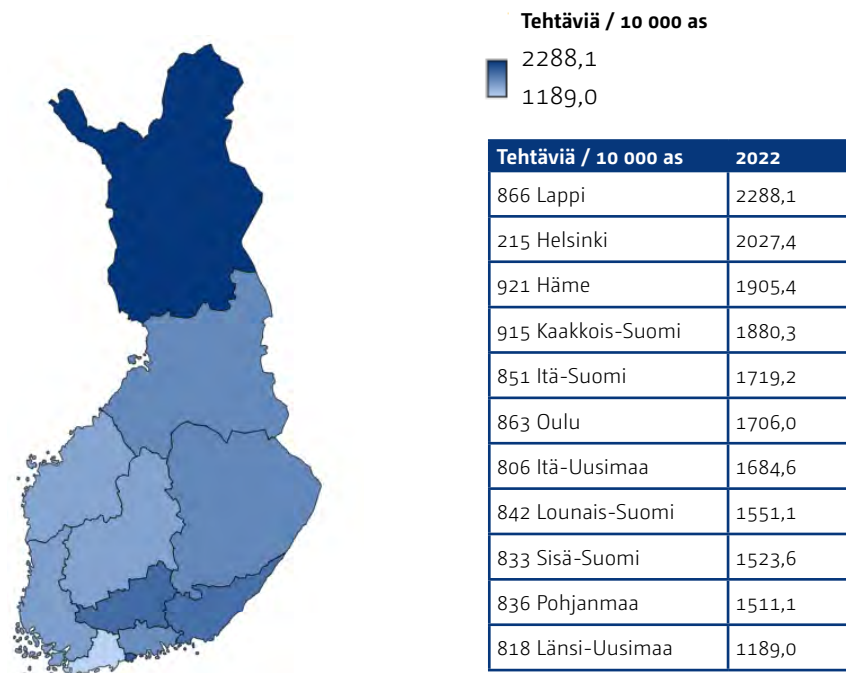 Tehtäviä / 10 000 as
2288,1
1189,0
Tehtäviä / 10 000 as 2022
866 Lappi 2288,1
215 Helsinki 2027,4
921 Häme 1905,4
915 Kaakkois-Suomi 1880,3
851 Itä-Suomi 1719,2
863 Oulu 1706,0
806 Itä-Uusimaa 1684,6
842 Lounais-Suomi 1551,1
833 Sisä-Suomi 1523,6
836 Pohjanmaa 1511,1
818 Länsi-Uusimaa 1189,0